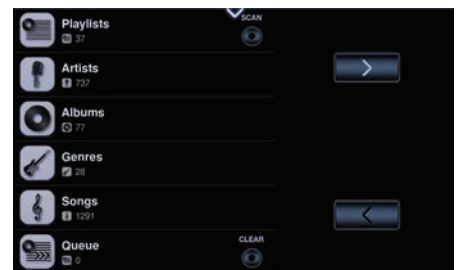 Playlists
SCAN
37
Artists
737
Albums
77
Genres
28
Songs
1291
Queue
CLEAR
0